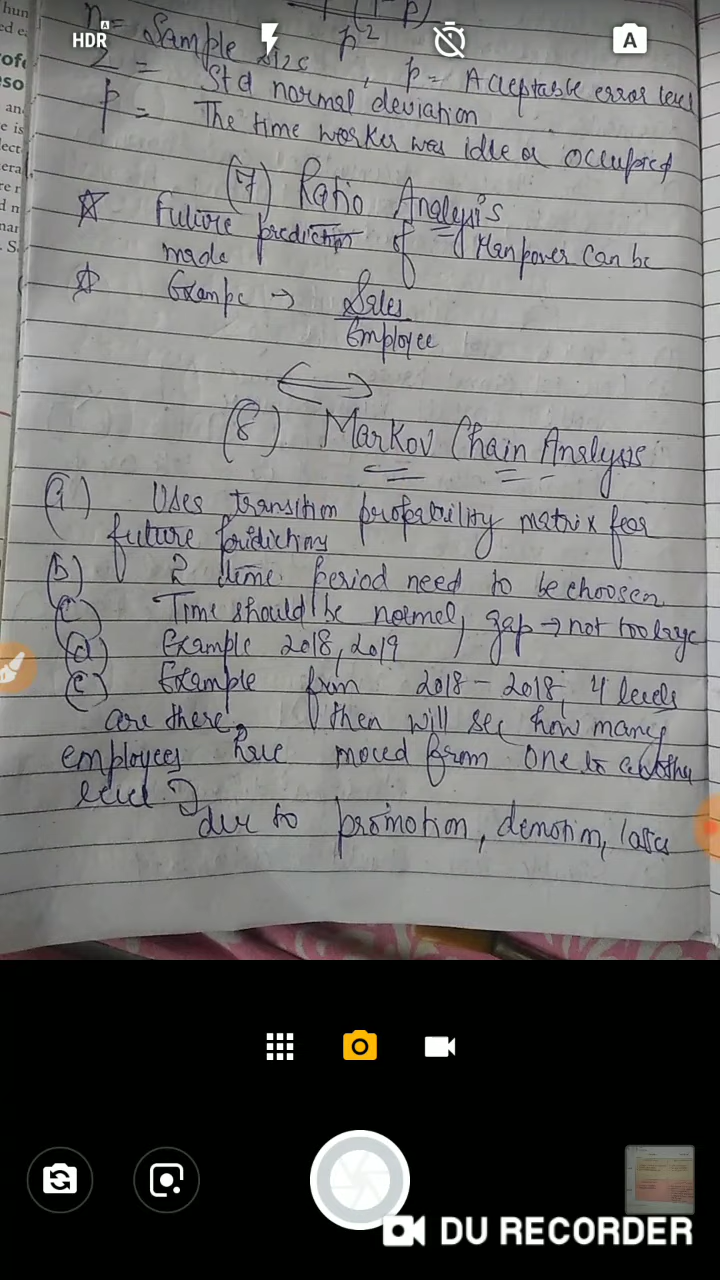 p (1-p)
p²
n = Sample size, p = Acceptable error level
Z = Std normal deviation
p = The time worker was idle or occupied
(7) Ratio Analysis
☆ Future prediction of Manpower can be
made
☆ Exampe → Sales
Employee
(8) Markov Chain Analysis
(a) Uses transition probability matrix for
future predictions
(b) 2 time period need to be choosen
(c) Time should be normal, gap → not too large
(d) Example 2018, 2019
(e) Example from 2018 - 2018, 4 levels
are there, then will see how many
employees have moved from one to another
level ?
due to promotion, demotion,
HDR
A
A
DU RECORDER